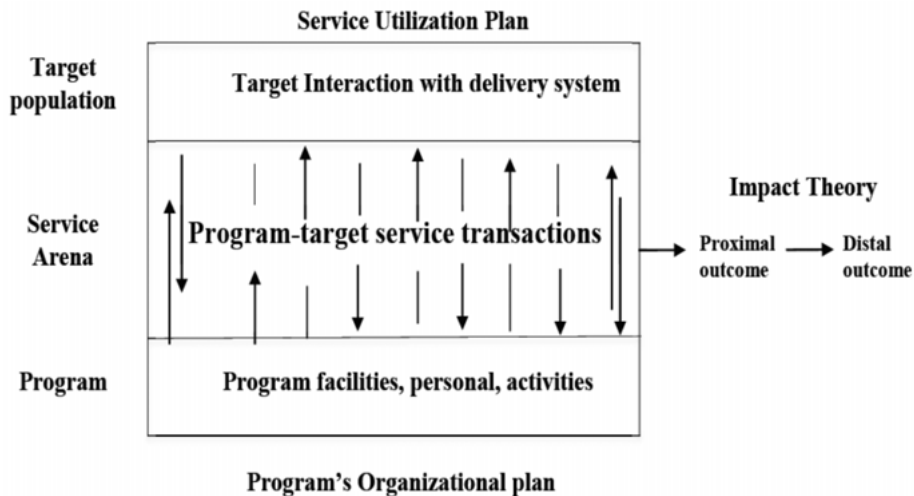 Service Utilization Plan
Target
population
Target Interaction with delivery system
Service
Arena
Program-target service transactions
Impact Theory
Proximal
outcome
Distal
outcome
Program
Program facilities, personal, activities
Program's Organizational plan